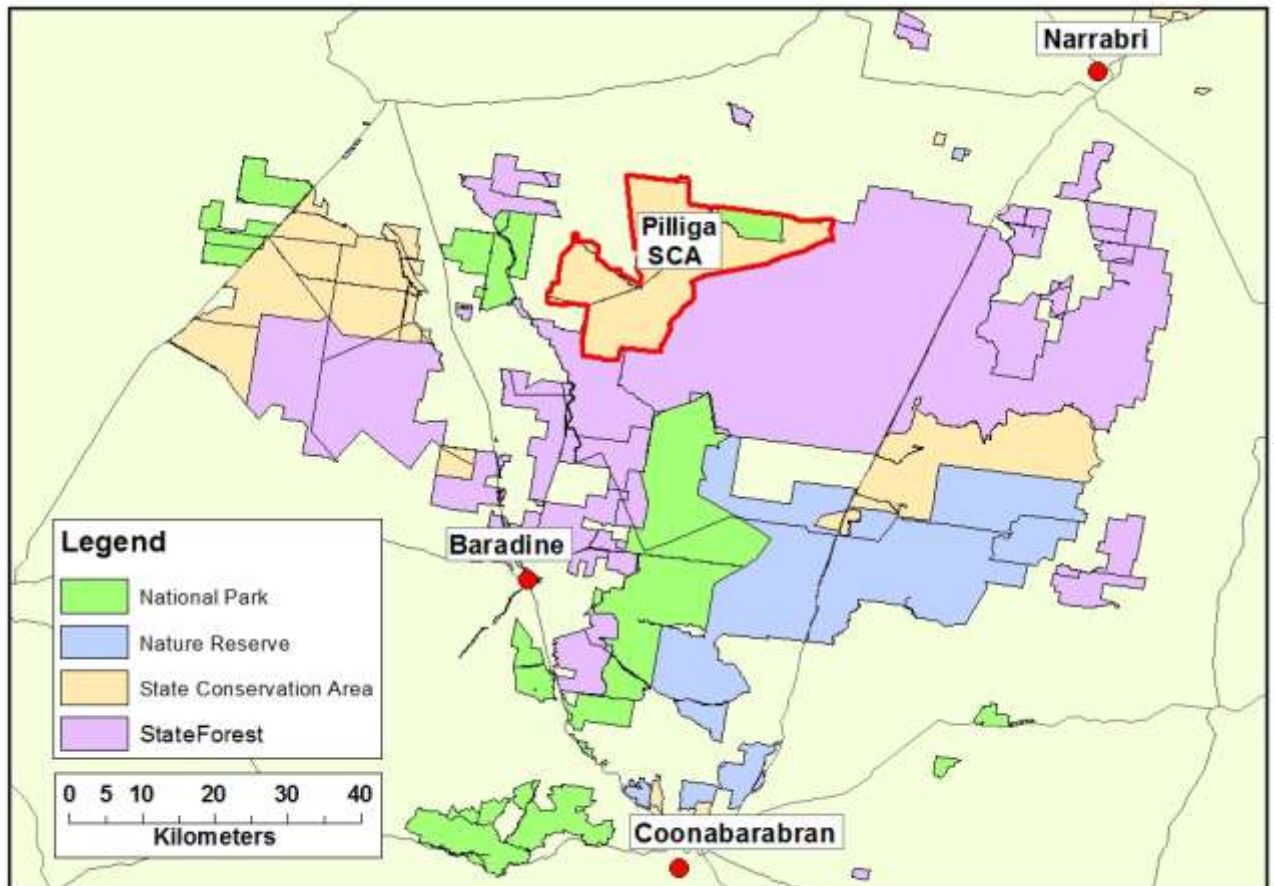 Narrabri
Pilliga
SCA
Baradine
Legend
National Park
Nature Reserve
State Conservation Area
StateForest
0 5 10 20 30 40
Kilometers
Coonabarabran